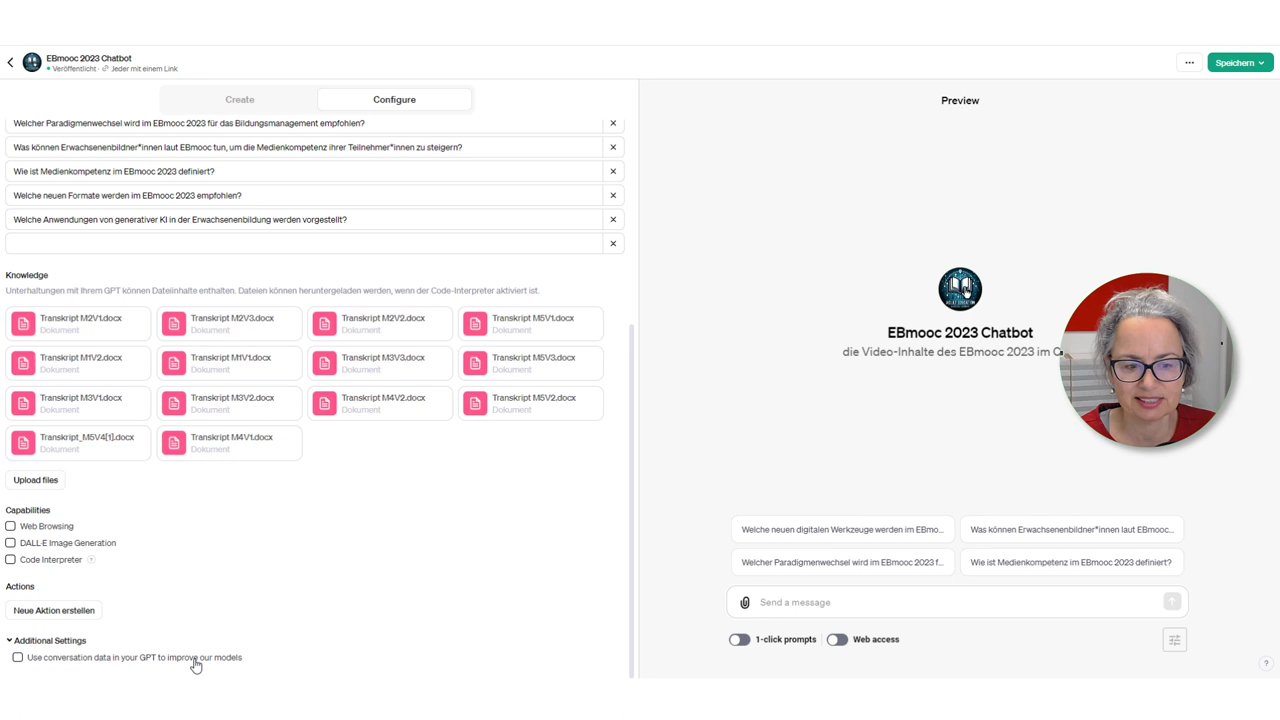 EBmooc 2023 Chatbot
Veröffentlicht · Jeder mit einem Link
Speichern
Create
Configure
Preview
Welcher Paradigmenwechsel wird im EBmooc 2023 für das Bildungsmanagement empfohlen?
Was können Erwachsenenbildner*innen laut EBmooc tun, um die Medienkompetenz ihrer Teilnehmer*innen zu steigern?
Wie ist Medienkompetenz im EBmooc 2023 definiert?
Welche neuen Formate werden im EBmooc 2023 empfohlen?
Welche Anwendungen von generativer KI in der Erwachsenenbildung werden vorgestellt?
Knowledge
Unterhaltungen mit Ihrem GPT können Dateiinhalte enthalten. Dateien können heruntergeladen werden, wenn der Code-Interpreter aktiviert ist.
Transkript M2V1.docx
Dokument
Transkript M2V3.docx
Dokument
Transkript M2V2.docx
Dokument
Transkript M5V1.docx
Dokument
Transkript M1V2.docx
Dokument
Transkript M1V1.docx
Dokument
Transkript M3V3.docx
Dokument
Transkript M5V3.docx
Dokument
Transkript M3V1.docx
Dokument
Transkript M3V2.docx
Dokument
Transkript M4V2.docx
Dokument
Transkript M5V2.docx
Dokument
Transkript_M5V4[1].docx
Dokument
Transkript M4V1.docx
Dokument
Upload files
Capabilities
Web Browsing
DALL·E Image Generation
Code Interpreter ?
Actions
Neue Aktion erstellen
Additional Settings
Use conversation data in your GPT to improve our models
EBmooc 2023 Chatbot
die Video-Inhalte des EBmooc 2023 im
Welche neuen digitalen Werkzeuge werden im EBmo...
Was können Erwachsenenbildner*innen laut EBmooc...
Welcher Paradigmenwechsel wird im EBmooc 2023 f...
Wie ist Medienkompetenz im EBmooc 2023 definiert?
Send a message
1-click prompts
Web access
?